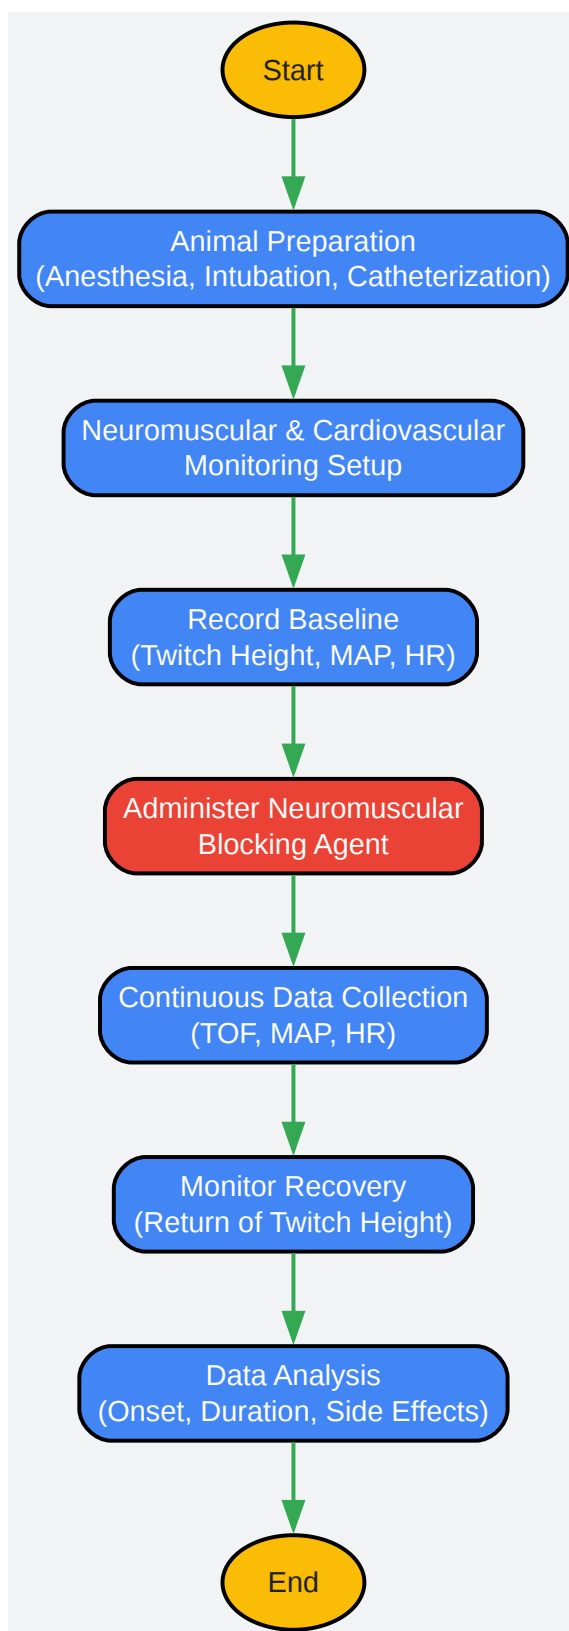 Start
Animal Preparation
(Anesthesia, Intubation, Catheterization)
Neuromuscular & Cardiovascular
Monitoring Setup
Record Baseline
(Twitch Height, MAP, HR)
Administer Neuromuscular
Blocking Agent
Continuous Data Collection
(TOF, MAP, HR)
Monitor Recovery
(Return of Twitch Height)
Data Analysis
(Onset, Duration, Side Effects)
End